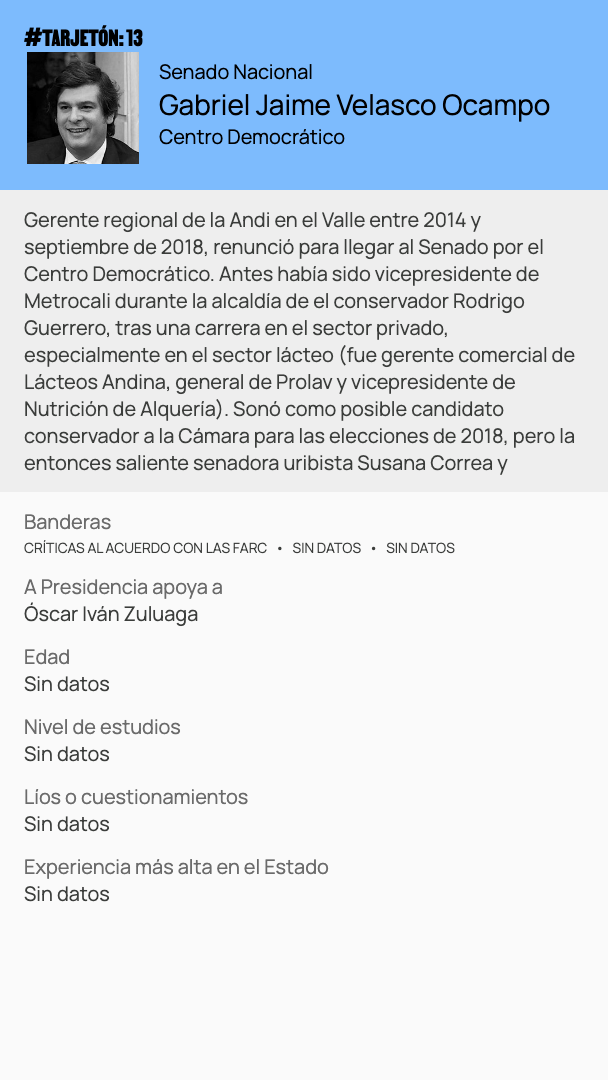 #TARJETÓN: 13
Senado Nacional
Gabriel Jaime Velasco Ocampo
Centro Democrático
Gerente regional de la Andi en el Valle entre 2014 y
septiembre de 2018, renunció para llegar al Senado por el
Centro Democrático. Antes había sido vicepresidente de
Metrocali durante la alcaldía de el conservador Rodrigo
Guerrero, tras una carrera en el sector privado,
especialmente en el sector lácteo (fue gerente comercial de
Lácteos Andina, general de Prolav y vicepresidente de
Nutrición de Alquería). Sonó como posible candidato
conservador a la Cámara para las elecciones de 2018, pero la
entonces saliente senadora uribista Susana Correa y
Banderas
CRÍTICAS AL ACUERDO CON LAS FARC • SIN DATOS • SIN DATOS
A Presidencia apoya a
Óscar Iván Zuluaga
Edad
Sin datos
Nivel de estudios
Sin datos
Líos o cuestionamientos
Sin datos
Experiencia más alta en el Estado
Sin datos